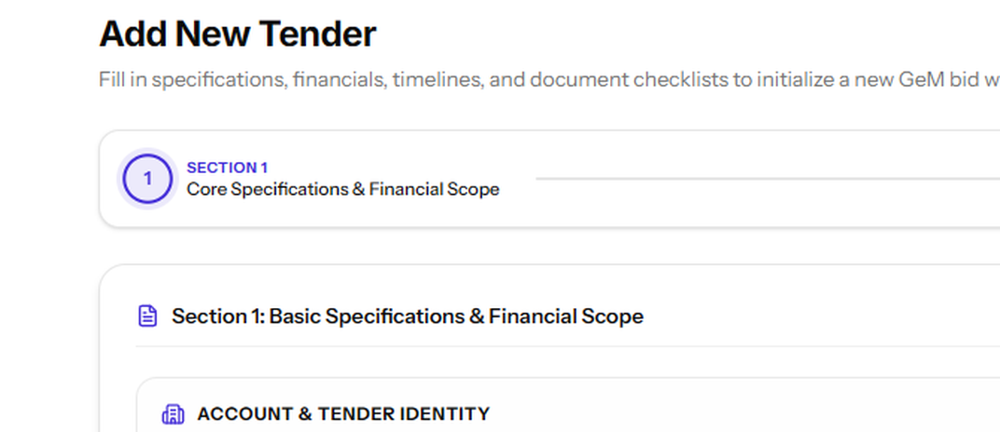 Add New Tender
Fill in specifications, financials, timelines, and document checklists to initialize a new GeM bid w
1
SECTION 1
Core Specifications & Financial Scope
Section 1: Basic Specifications & Financial Scope
ACCOUNT & TENDER IDENTITY